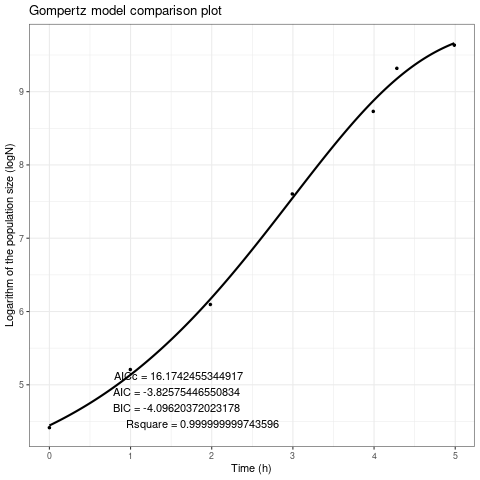 Gompertz model comparison plot
Logarithm of the population size (logN)
9
8
7
6
5
AICc = 16.1742455344917
AIC = -3.82575446550834
BIC = -4.09620372023178
Rsquare = 0.999999999743596
0 1 2 3 4 5
Time (h)